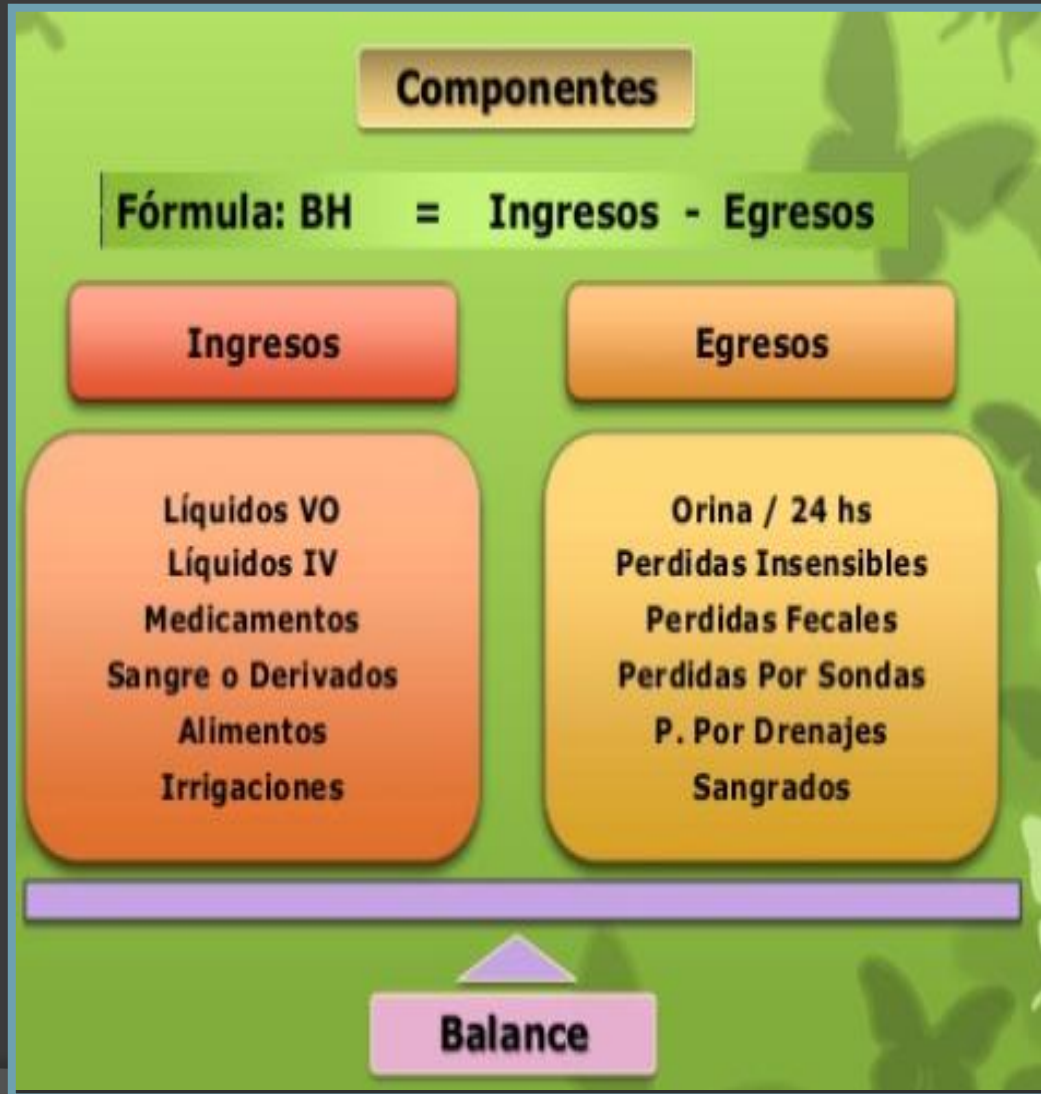 Componentes
Fórmula: BH = Ingresos - Egresos
Ingresos
Líquidos VO
Líquidos IV
Medicamentos
Sangre o Derivados
Alimentos
Irrigaciones
Egresos
Orina / 24 hs
Perdidas Insensibles
Perdidas Fecales
Perdidas Por Sondas
P. Por Drenajes
Sangrados
Balance